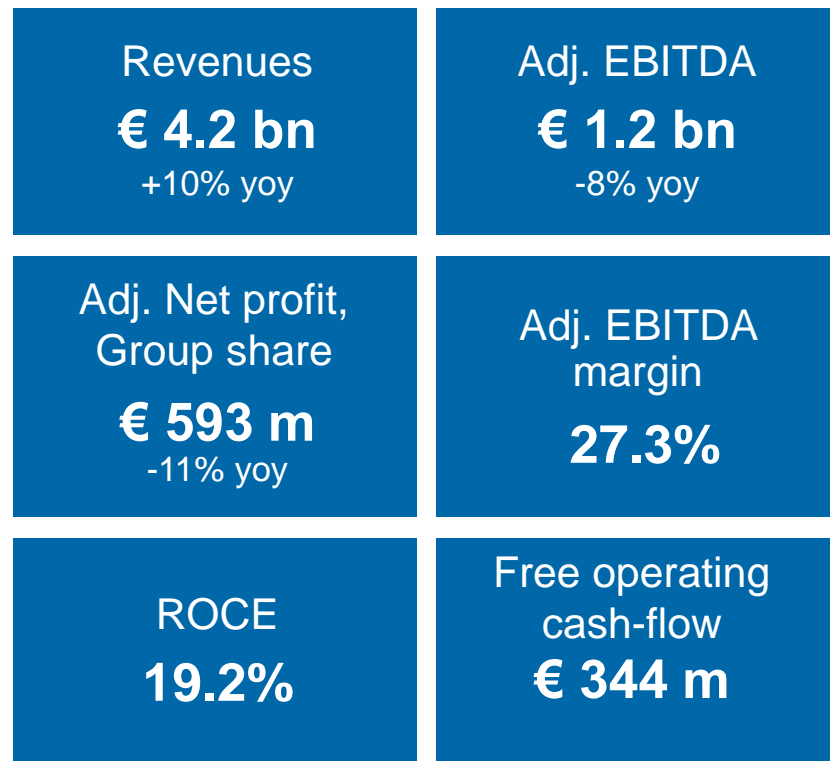 Revenues
€ 4.2 bn
+10% yoy
Adj. EBITDA
€ 1.2 bn
-8% yoy
Adj. Net profit,
Group share
€ 593 m
-11% yoy
Adj. EBITDA
margin
27.3%
ROCE
19.2%
Free operating
cash-flow
€ 344 m